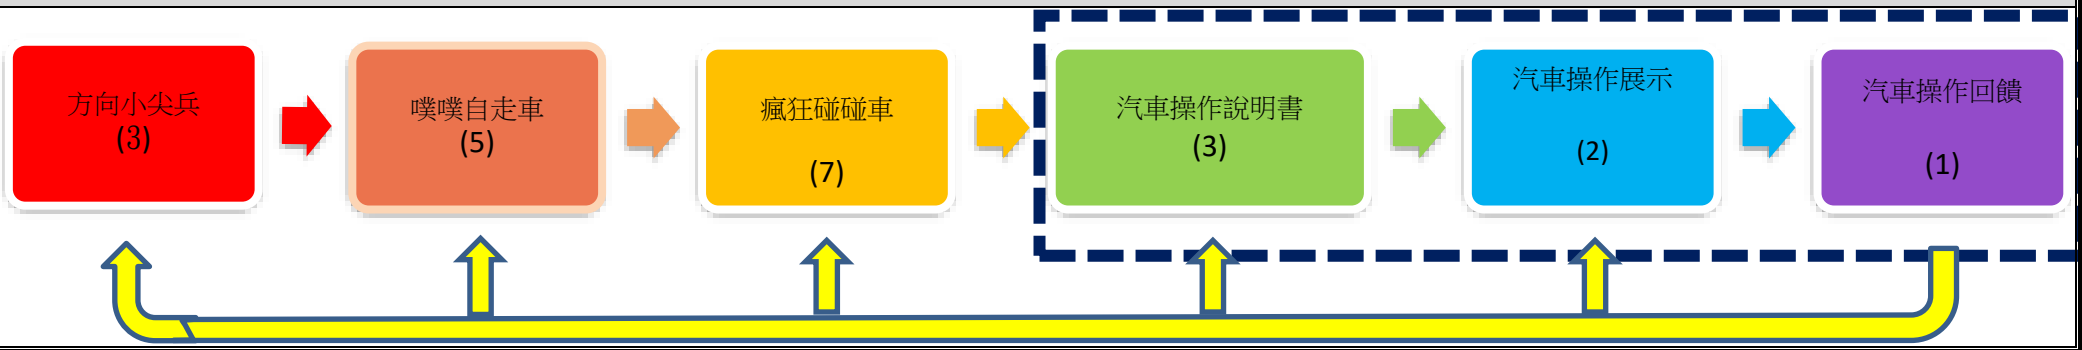 方向小尖兵
(3)
噗噗自走車
(5)
瘋狂碰碰車
(7)
汽車操作說明書
(3)
汽車操作展示
(2)
汽車操作回饋
(1)